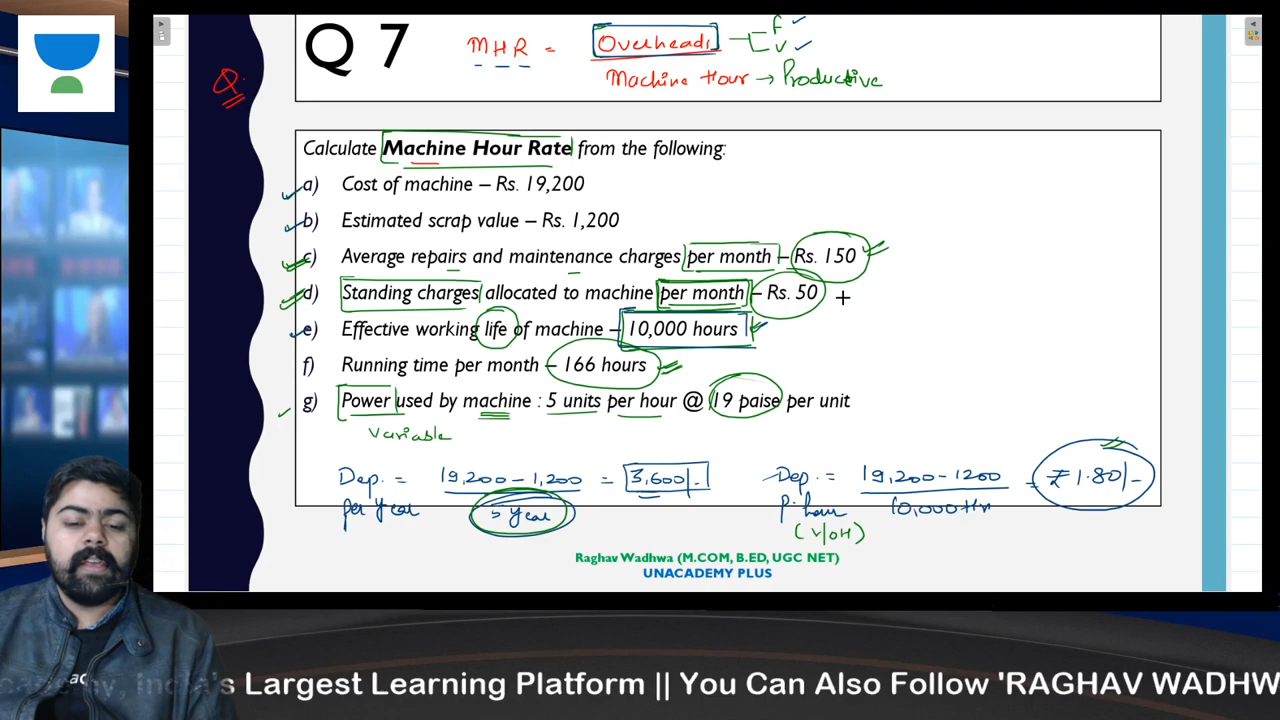 Q 7
MHR = Overheads F
V
Machine Hour → Productive
Q.
Calculate Machine Hour Rate from the following:
a) Cost of machine – Rs. 19,200
b) Estimated scrap value – Rs. 1,200
c) Average repairs and maintenance charges per month – Rs. 150
d) Standing charges allocated to machine per month – Rs. 50
e) Effective working life of machine – 10,000 hours
f) Running time per month – 166 hours
g) Power used by machine : 5 units per hour @ 19 paise per unit
Variable
Dep. = 19,200-1,200 = 3,600/-
per year year
Dep. = 19,200-1200 = ₹1.80/-
P. hour 10,000 Hr
(V/OH)
Raghav Wadhwa (M.COM, B.ED, UGC NET)
UNACADEMY PLUS
India's Largest Learning Platform || You Can Also Follow 'RAGHAV WADHW